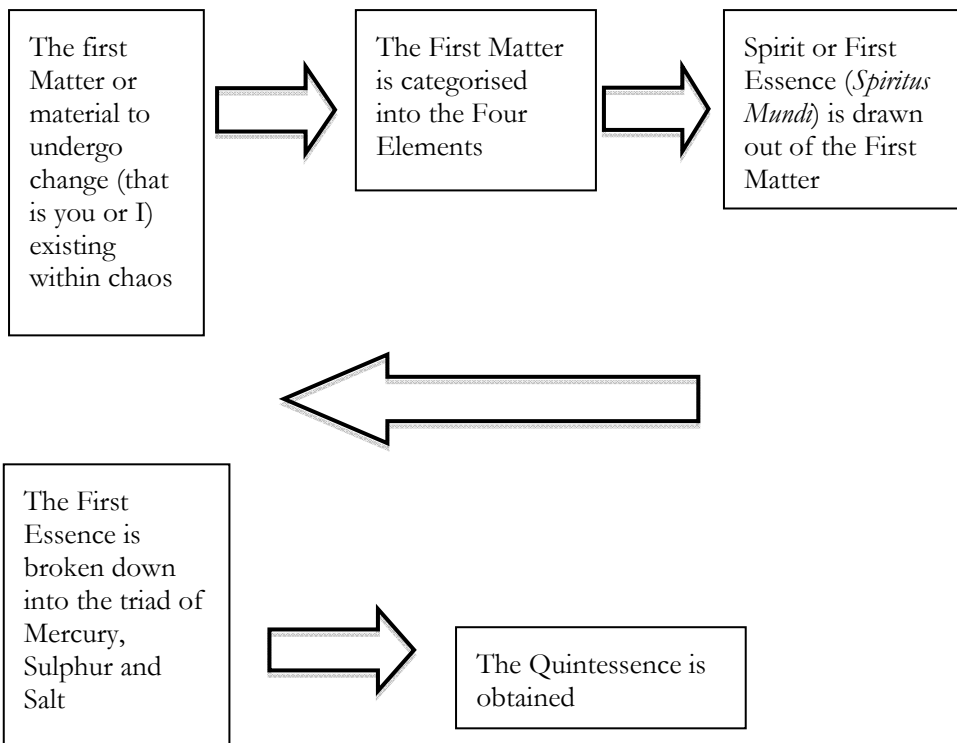 The first
Matter or
material to
undergo
change (that
is you or I)
existing
within chaos
The First Matter
is categorised
into the Four
Elements
Spirit or First
Essence (Spiritus
Mundi) is drawn
out of the First
Matter
The First
Essence is
broken down
into the triad of
Mercury,
Sulphur and
Salt
The Quintessence is
obtained